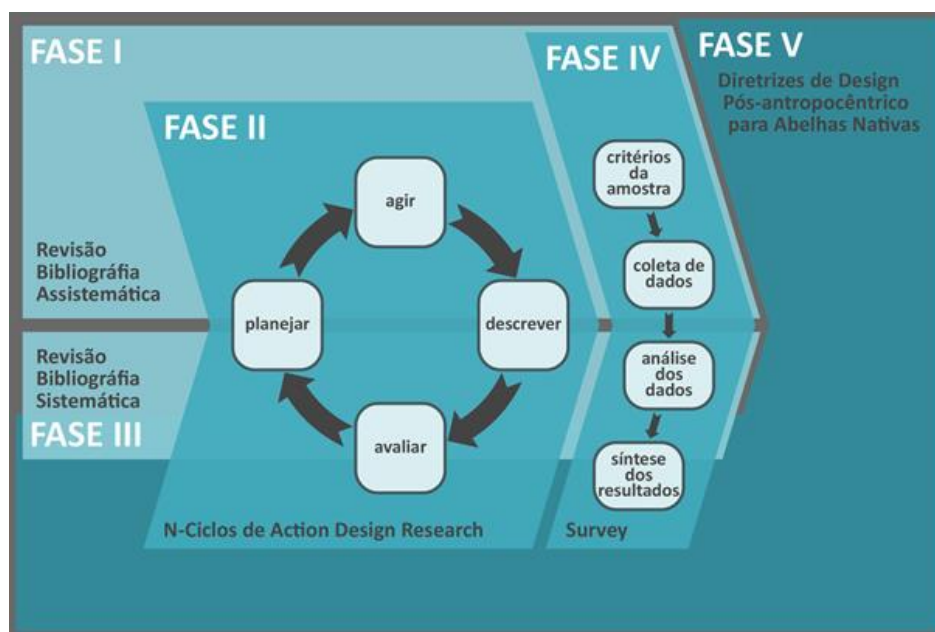 FASE I
Revisão
Bibliográfia
Assistemática
FASE II
agir
planejar
descrever
avaliar
N-Ciclos de Action Design Research
Revisão
Bibliográfia
Sistemática
FASE III
FASE IV
critérios
da
amostra
coleta de
dados
análise
dos
dados
síntese
dos
resultados
Survey
FASE V
Diretrizes de Design
Pós-antropocêntrico
para Abelhas Nativas